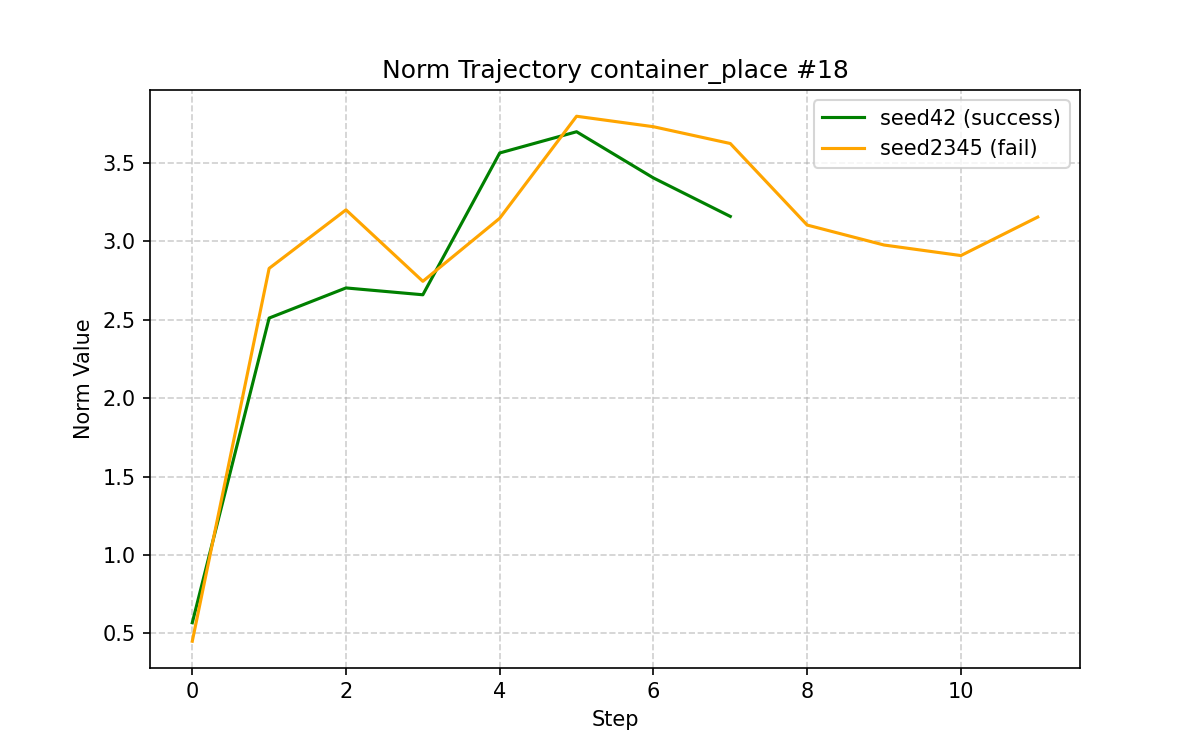 Norm Trajectory container_place #18
seed42 (success)
seed2345 (fail)
Norm Value
3.5
3.0
2.5
2.0
1.5
1.0
0.5
0
2
4
6
8
10
Step